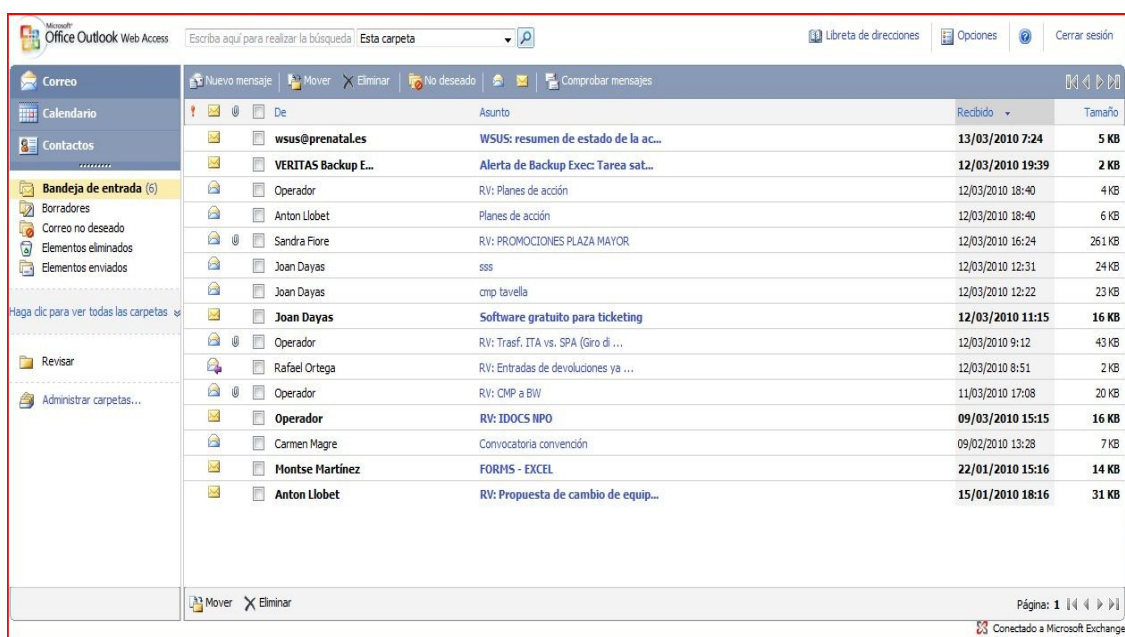 Microsoft
Office Outlook Web Access
Escriba aquí para realizar la búsqueda Esta carpeta
Libreta de direcciones Opciones Cerrar sesión
Correo
Calendario
Contactos
Bandeja de entrada (6)
Borradores
Correo no deseado
Elementos eliminados
Elementos enviados
Haga clic para ver todas las carpetas
Revisar
Administrar carpetas...
Nuevo mensaje Mover Eliminar No deseado Comprobar mensajes
De Asunto Recibido Tamaño
wsus@prenatal.es WSUS: resumen de estado de la ac... 13/03/2010 7:24 5 KB
VERITAS Backup E... Alerta de Backup Exec: Tarea sat... 12/03/2010 19:39 2 KB
Operador RV: Planes de acción 12/03/2010 18:40 4 KB
Anton Llobet Planes de acción 12/03/2010 18:40 6 KB
Sandra Fiore RV: PROMOCIONES PLAZA MAYOR 12/03/2010 16:24 261 KB
Joan Dayas sss 12/03/2010 12:31 24 KB
Joan Dayas cmp tavella 12/03/2010 12:22 23 KB
Joan Dayas Software gratuito para ticketing 12/03/2010 11:15 16 KB
Operador RV: Trasf. ITA vs. SPA (Giro di ... 12/03/2010 9:12 43 KB
Rafael Ortega RV: Entradas de devoluciones ya ... 12/03/2010 8:51 2 KB
Operador RV: CMP a BW 11/03/2010 17:08 20 KB
Operador RV: IDOCS NPO 09/03/2010 15:15 16 KB
Carmen Magre Convocatoria convención 09/02/2010 13:28 7 KB
Montse Martínez FORMS - EXCEL 22/01/2010 15:16 14 KB
Anton Llobet RV: Propuesta de cambio de equip... 15/01/2010 18:16 31 KB
Mover Eliminar Página: 1
Conectado a Microsoft Exchange